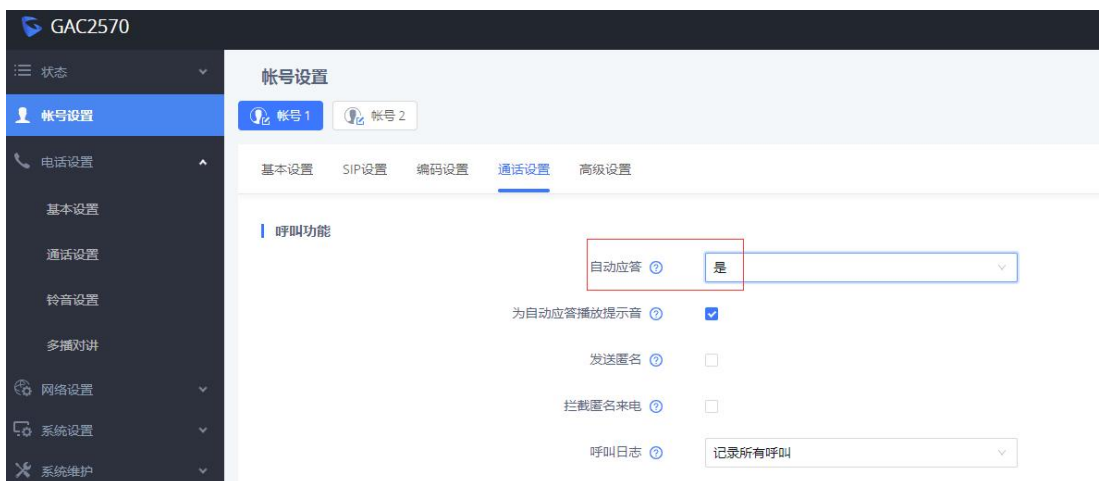 GAC2570
状态
帐号设置
电话设置
基本设置
通话设置
铃音设置
多播对讲
网络设置
系统设置
系统维护
帐号设置
帐号1
帐号2
基本设置 SIP设置 编码设置 通话设置 高级设置
呼叫功能
自动应答 是
为自动应答播放提示音
发送匿名
拦截匿名来电
呼叫日志 记录所有呼叫